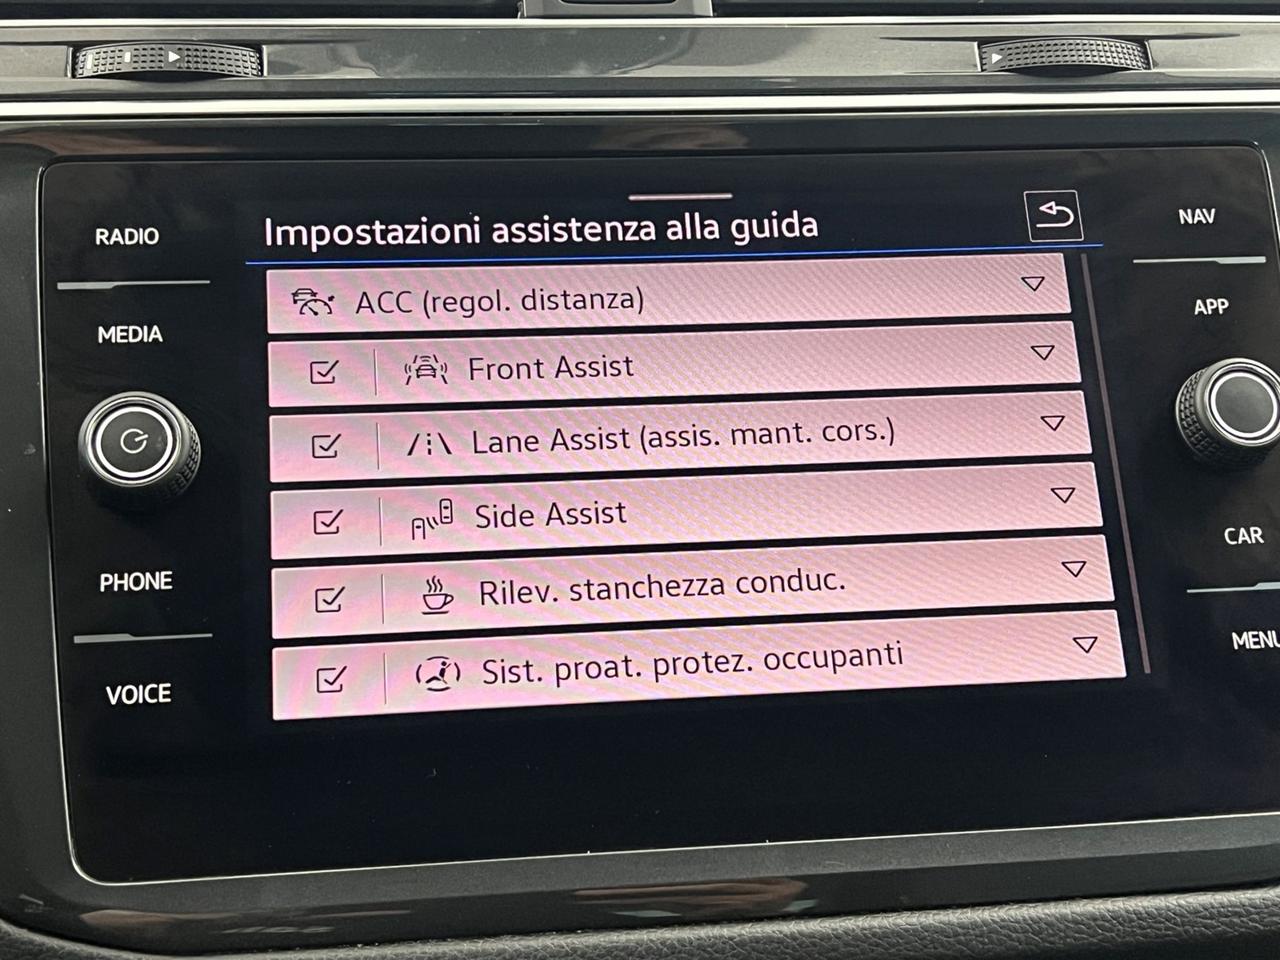 Impostazioni assistenza alla guida
ACC (regol. distanza)
Front Assist
Lane Assist (assis. mant. cors.)
Side Assist
Rilev. stanchezza conduc.
Sist. proat. protez. occupanti
RADIO
MEDIA
PHONE
VOICE
NAV
APP
CAR
MENU